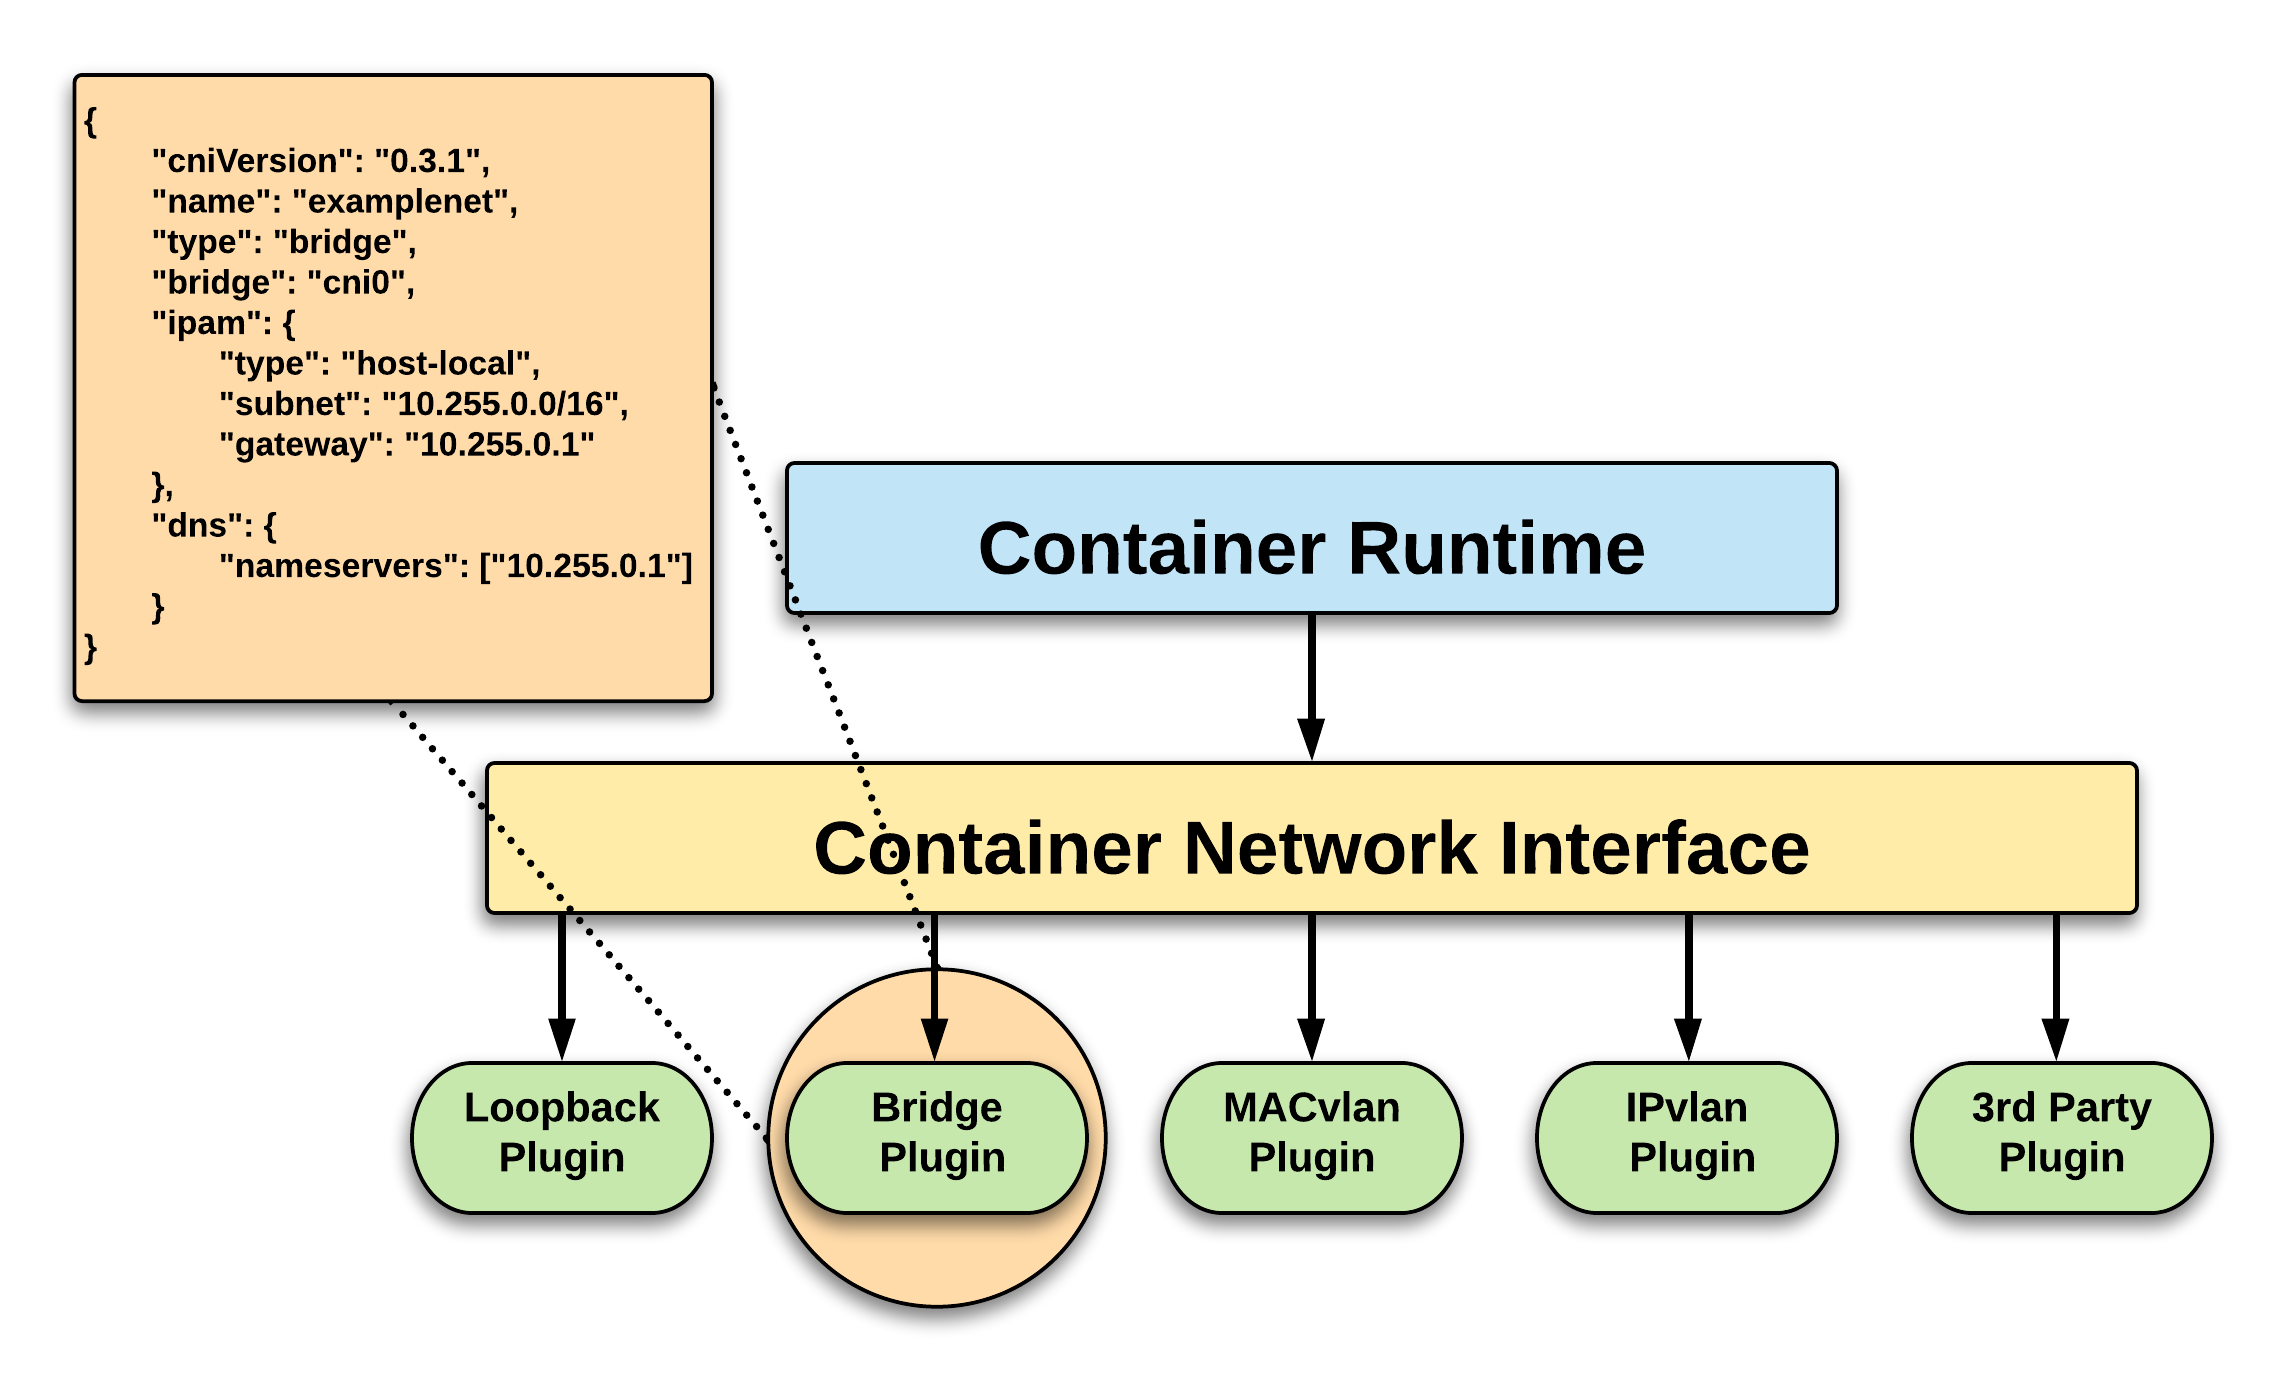 {
"cniVersion": "0.3.1",
"name": "examplenet",
"type": "bridge",
"bridge": "cni0",
"ipam": {
"type": "host-local",
"subnet": "10.255.0.0/16",
"gateway": "10.255.0.1"
},
"dns": {
"nameservers": ["10.255.0.1"]
}
}
Container Runtime
Container Network Interface
Loopback
Plugin
Bridge
Plugin
MACvlan
Plugin
IPvlan
Plugin
3rd Party
Plugin